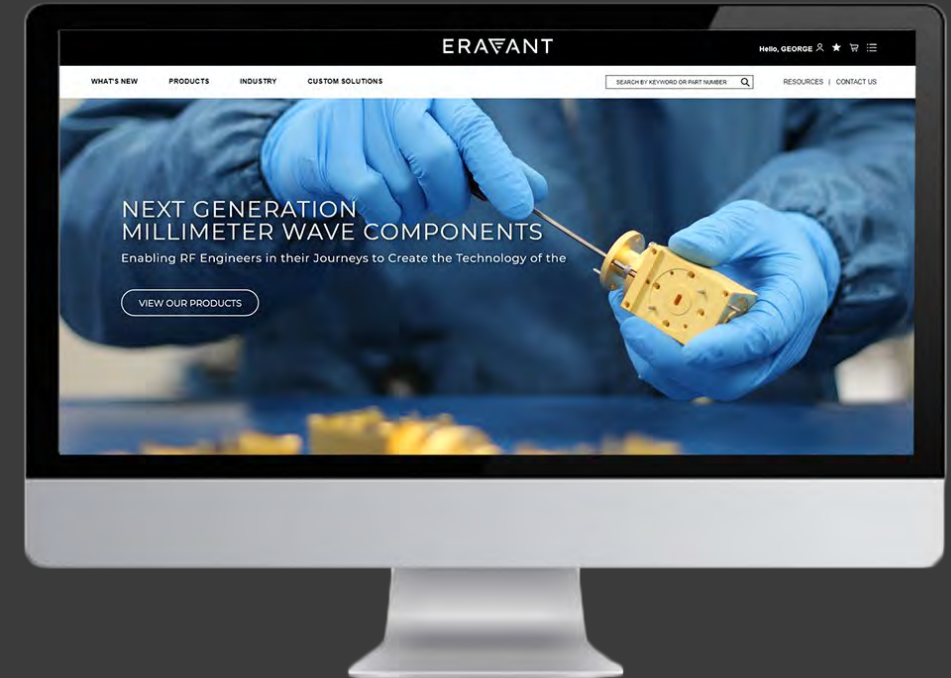 ERAVANT
Hello, GEORGE
WHAT'S NEW PRODUCTS INDUSTRY CUSTOM SOLUTIONS SEARCH BY KEYWORD OR PART NUMBER RESOURCES | CONTACT US
NEXT GENERATION
MILLIMETER WAVE COMPONENTS
Enabling RF Engineers in their Journeys to Create the Technology of the
VIEW OUR PRODUCTS